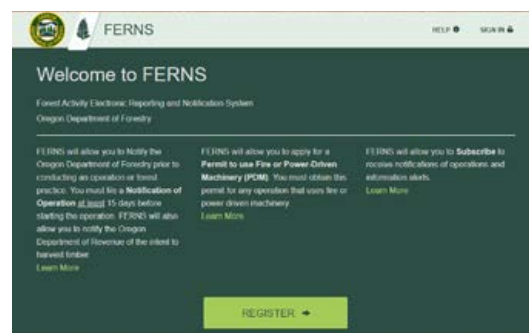 FERNS
HELP
SIGN IN
Welcome to FERNS
Forest Activity Electronic Reporting and Notification System
Oregon Department of Forestry
FERNS will allow you to Notify the
Oregon Department of Forestry prior to
conducting an operation or forest
practice. You must file a Notification of
Operation at least 15 days before
starting the operation. FERNS will also
allow you to notify the Oregon
Department of Revenue of the intent to
harvest timber
Learn More
FERNS will allow you to apply for a
Permit to use Fire or Power-Driven
Machinery (PDM). You must obtain this
permit for any operation that uses fire or
power driven machinery
Learn More
FERNS will allow you to Subscribe to
receive notifications of operations and
information alerts.
Learn More
REGISTER